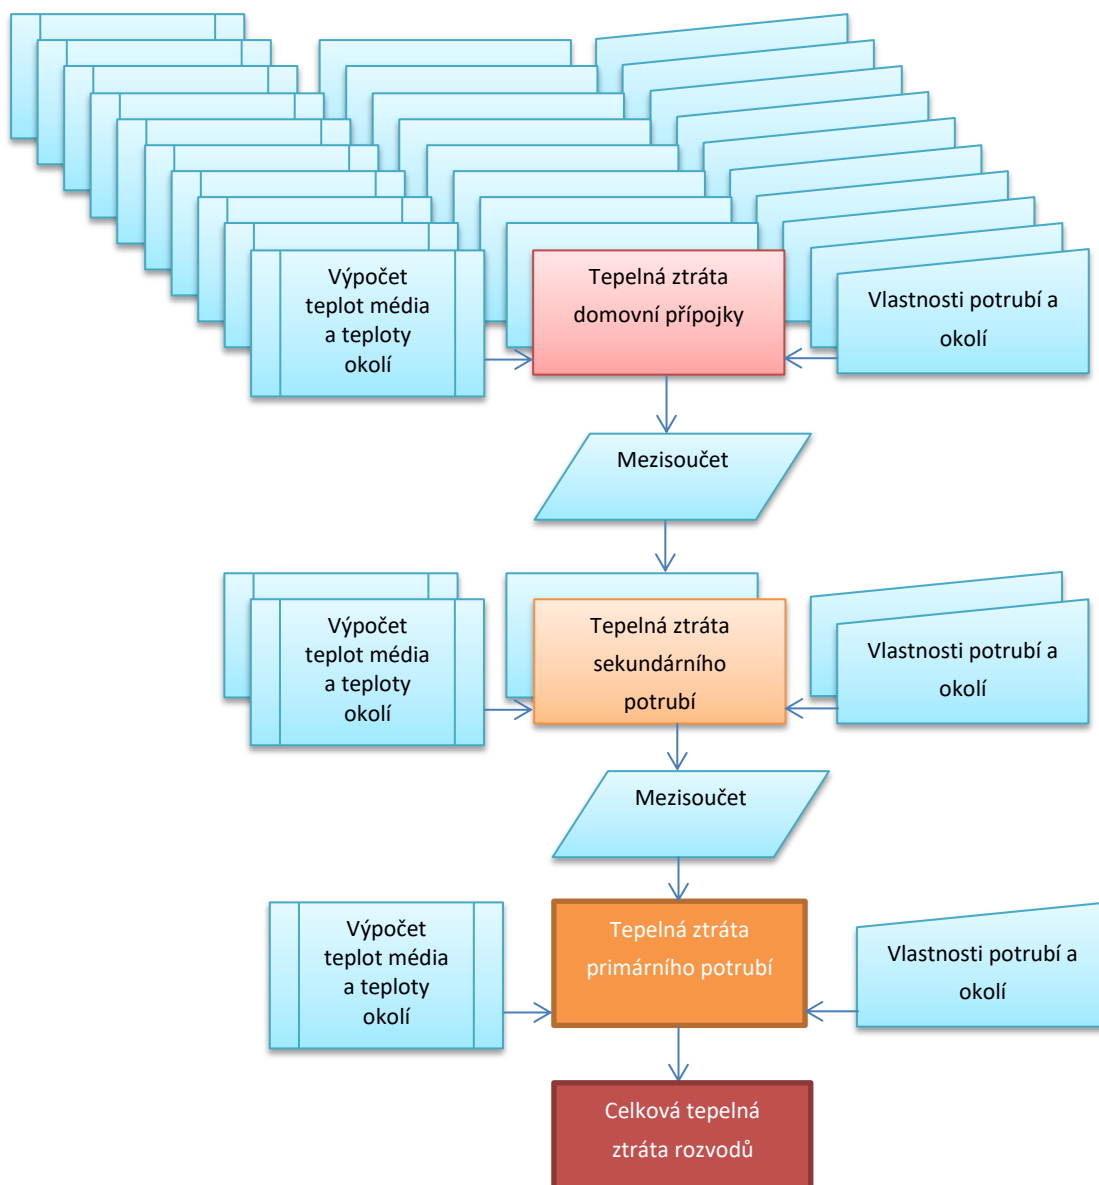 Výpočet
teplot média
a teploty
okolí
Tepelná ztráta
domovní přípojky
Vlastnosti potrubí a
okolí
Mezisoučet
Výpočet
teplot média
a teploty
okolí
Tepelná ztráta
sekundárního
potrubí
Vlastnosti potrubí a
okolí
Mezisoučet
Výpočet
teplot média
a teploty
okolí
Tepelná ztráta
primárního potrubí
Vlastnosti potrubí a
okolí
Celková tepelná
ztráta rozvodů